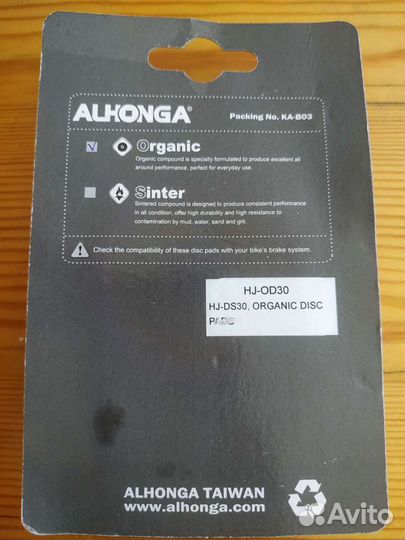 ALHONGA®
Packing No. KA-B03
Organic
Organic compound is specially formulated to produce excellent all
around performance, perfect for everyday use.
Sinter
Sintered compound is designed to produce consistent performance
in all condition, offer high durability and high resistance to
contamination by mud, water, sand and grit.
Check the compatibility of these disc pads with your bike's brake system.
HJ-OD30
HJ-DS30, ORGANIC DISC
PADS
ALHONGA TAIWAN
www.alhonga.com
Avito